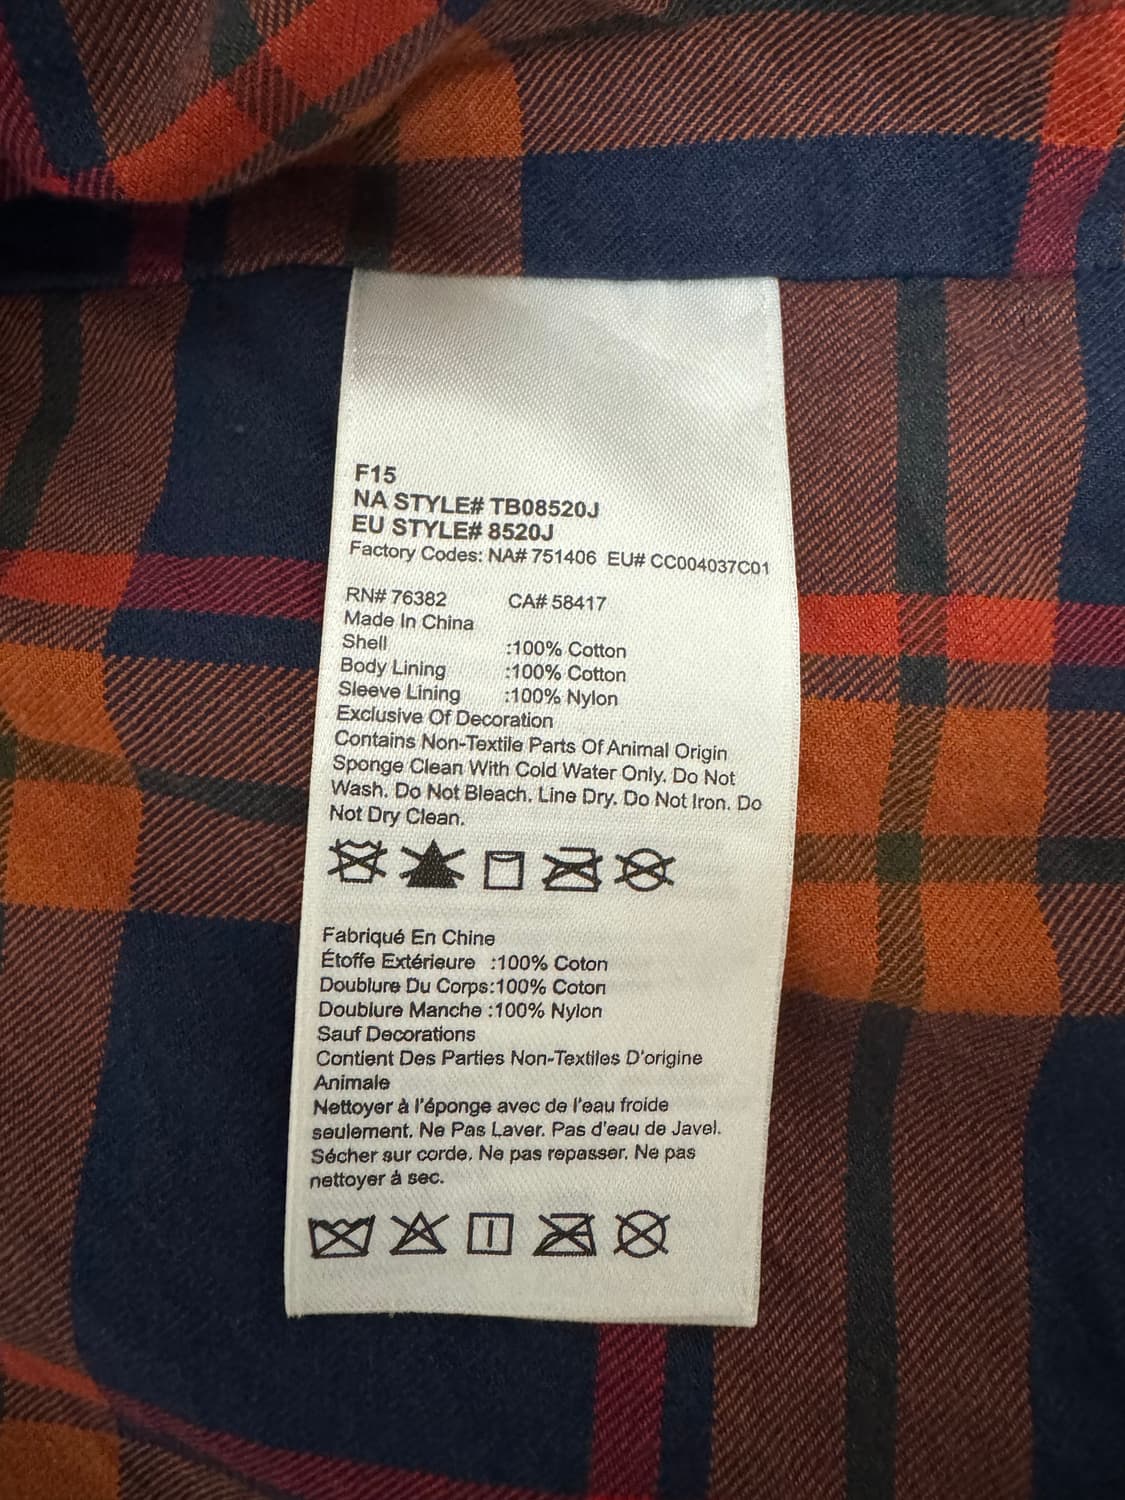 F15
NA STYLE# TB08520J
EU STYLE# 8520J
Factory Codes: NA# 751406 EU# CC004037C01
RN# 76382 CA# 58417
Made In China
Shell :100% Cotton
Body Lining :100% Cotton
Sleeve Lining :100% Nylon
Exclusive Of Decoration
Contains Non-Textile Parts Of Animal Origin
Sponge Clean With Cold Water Only. Do Not
Wash. Do Not Bleach. Line Dry. Do Not Iron. Do
Not Dry Clean.
Fabriqué En Chine
Étoffe Extérieure :100% Coton
Doublure Du Corps:100% Coton
Doublure Manche :100% Nylon
Sauf Decorations
Contient Des Parties Non-Textiles D'origine
Animale
Nettoyer à l'éponge avec de l'eau froide
seulement. Ne Pas Laver. Pas d'eau de Javel.
Sécher sur corde. Ne pas repasser. Ne pas
nettoyer à sec.